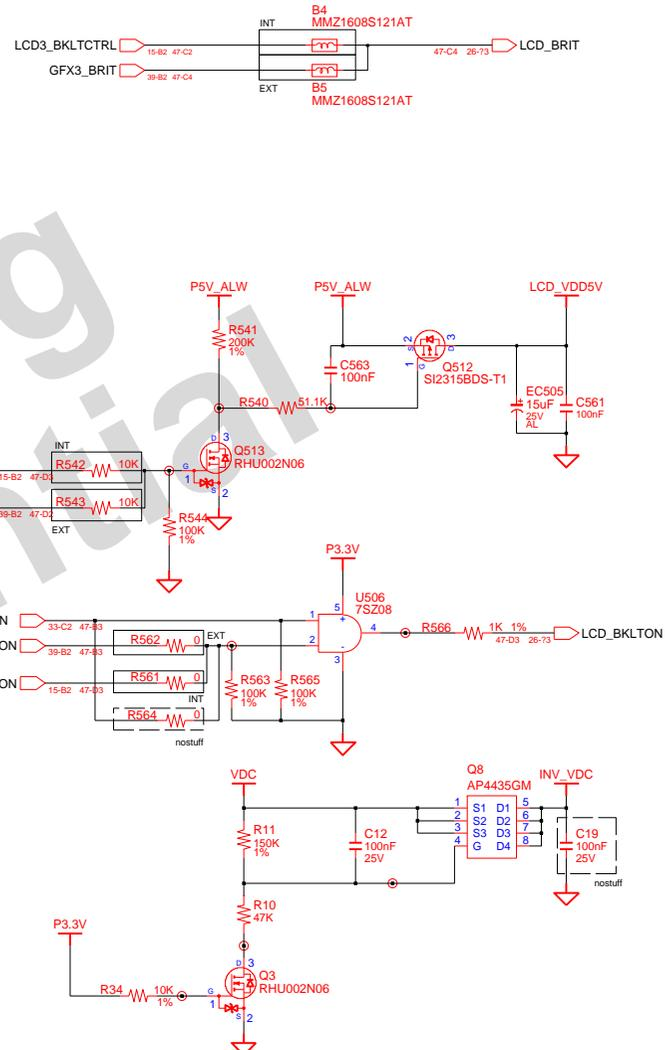 B4
MMZ1608S121AT
INT
LCD3_BKLTCTRL
15-B2 47-C2
47-C4 26-?3
LCD_BRIT
GFX3_BRIT
39-B2 47-C4
EXT
B5
MMZ1608S121AT
P5V_ALW
P5V_ALW
LCD_VDD5V
R541
200K
1%
2
S
3
D
1
G
Q512
SI2315BDS-T1
C563
100nF
R540
51.1K
EC505
15uF
25V
AL
C561
100nF
D
3
Q513
RHU002N06
G
1
S
2
INT
R542
10K
15-B2 47-D3
R543
10K
39-B2 47-D2
EXT
R544
100K
1%
P3.3V
U506
7SZ08
5
+
1
2
4
-
3
N
33-C2 47-B3
ON
39-B2 47-B3
R562
0
EXT
ON
15-B2 47-D3
R561
0
INT
R564
0
nostuff
R563
100K
1%
R565
100K
1%
R566
1K 1%
47-D3 26-?3
LCD_BKLTON
VDC
Q8
AP4435GM
INV_VDC
1 S1 D1 5
2 S2 D2 6
3 S3 D3 7
4 G D4 8
R11
150K
1%
C12
100nF
25V
C19
100nF
25V
nostuff
R10
47K
P3.3V
R34
10K
1%
D
3
Q3
RHU002N06
G
1
S
2
ng
ntial